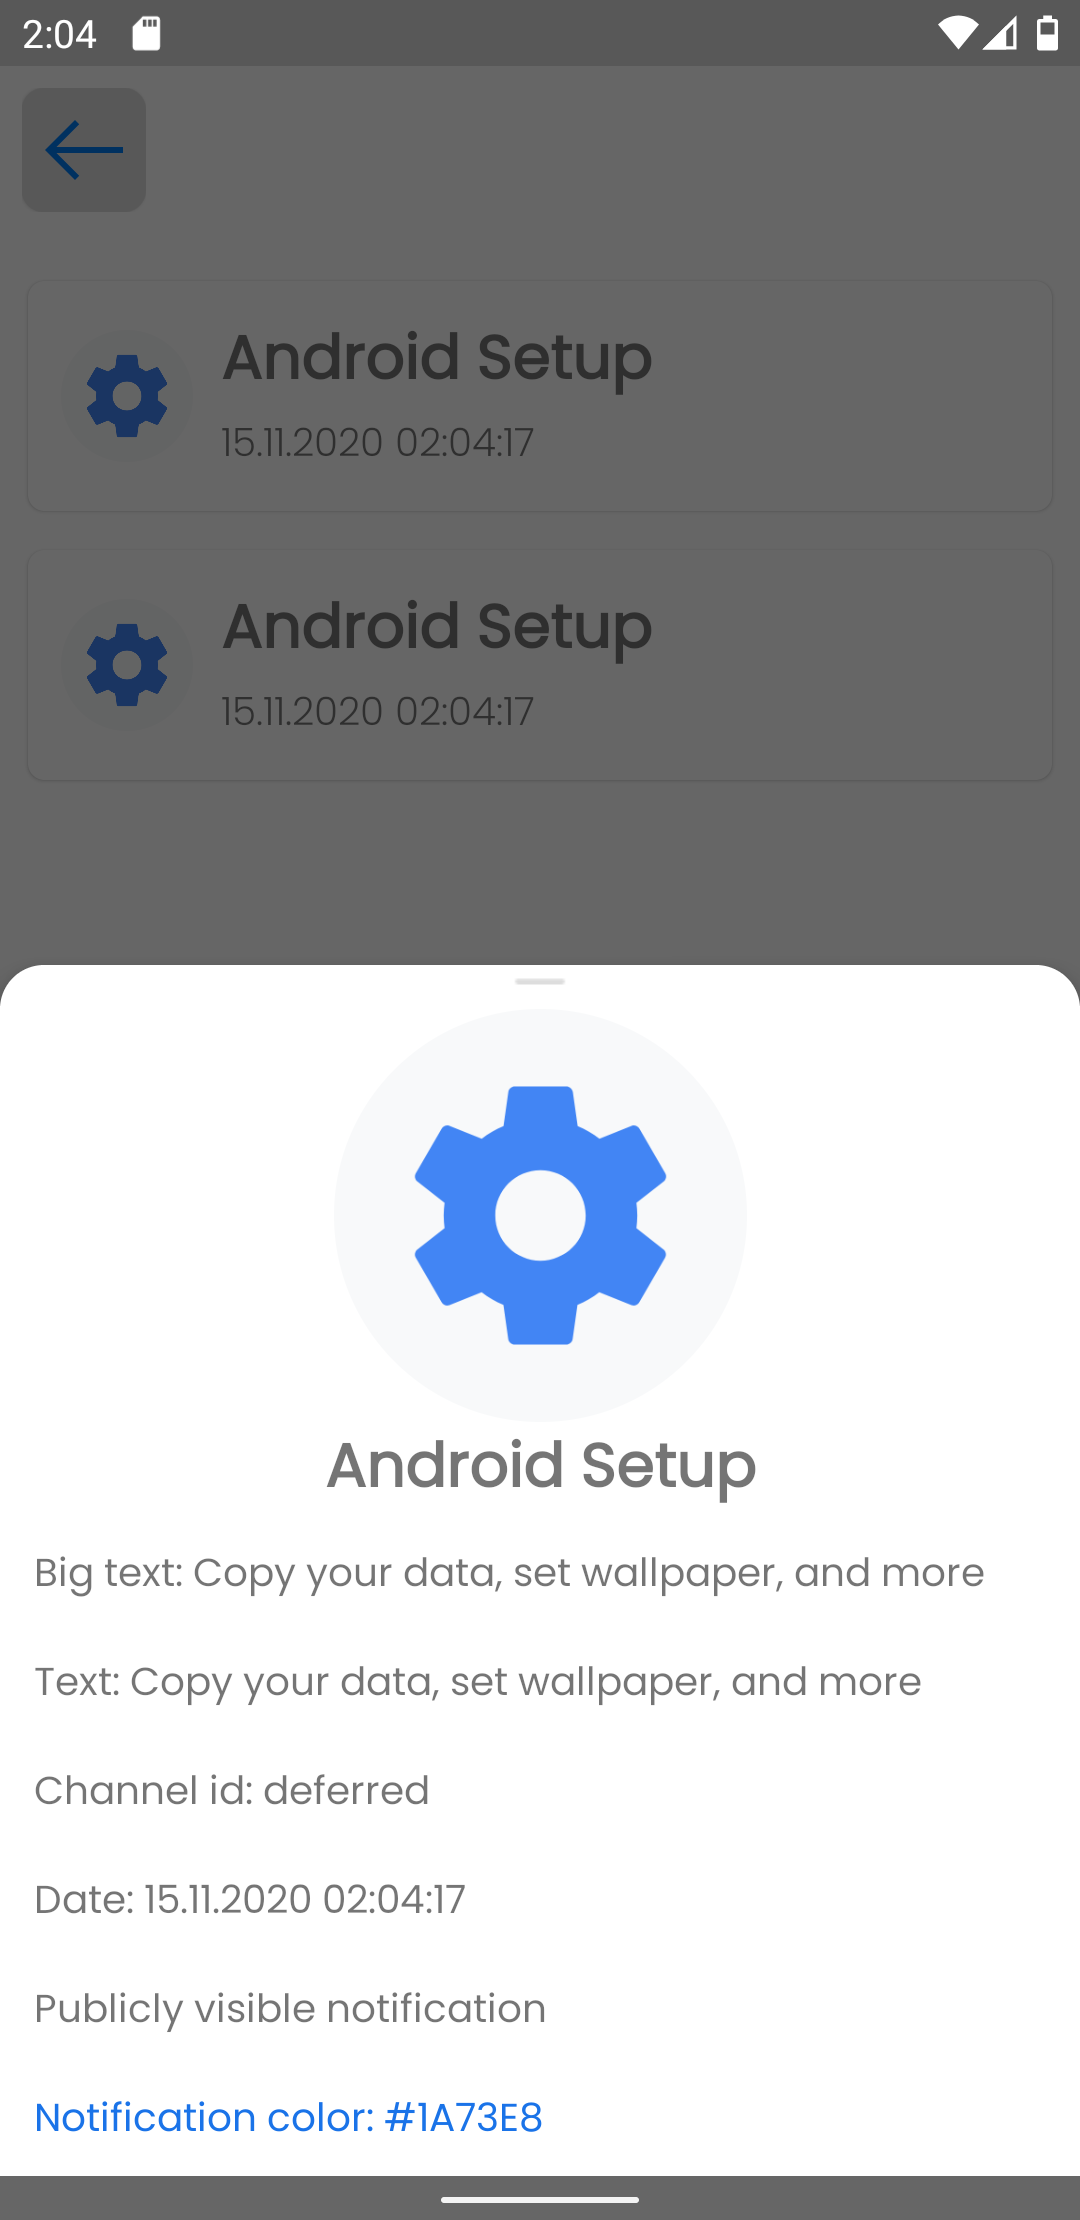 2:04
Android Setup
15.11.2020 02:04:17
Android Setup
15.11.2020 02:04:17
Android Setup
Big text: Copy your data, set wallpaper, and more
Text: Copy your data, set wallpaper, and more
Channel id: deferred
Date: 15.11.2020 02:04:17
Publicly visible notification
Notification color: #1A73E8